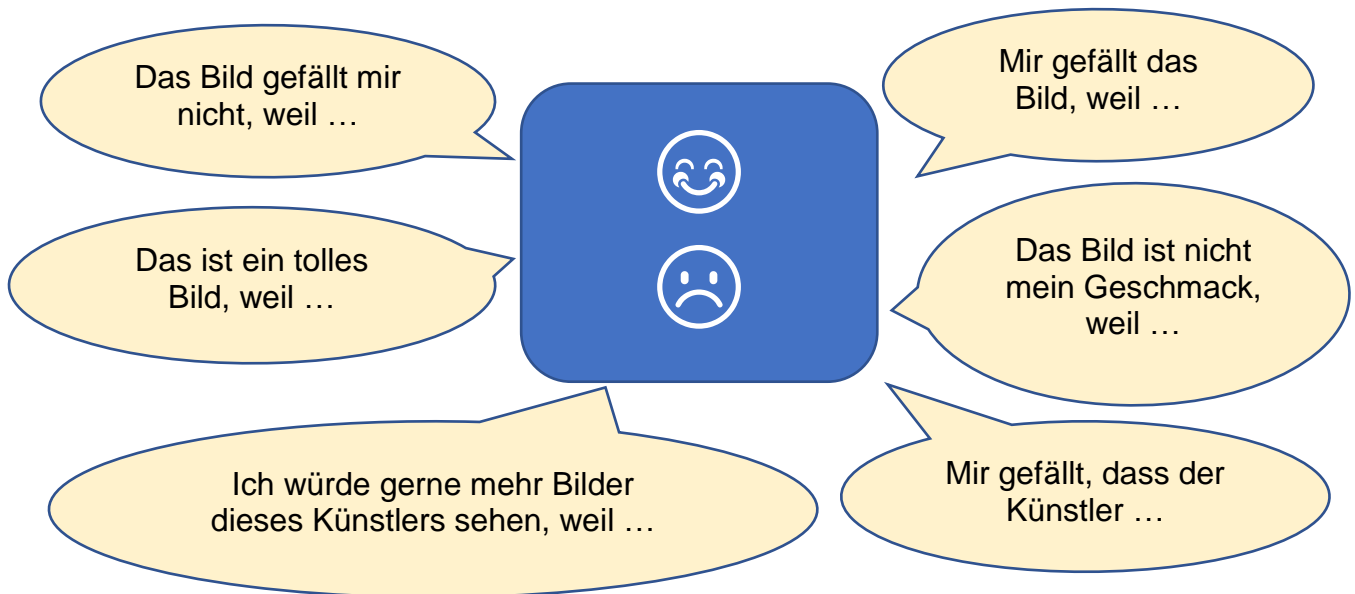 Das Bild gefällt mir
nicht, weil …
Mir gefällt das
Bild, weil …
Das ist ein tolles
Bild, weil …
Das Bild ist nicht
mein Geschmack,
weil …
Ich würde gerne mehr Bilder
dieses Künstlers sehen, weil …
Mir gefällt, dass der
Künstler …